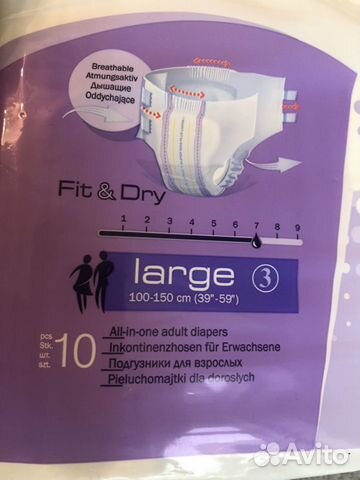 Breathable
Atmungsaktiv
Дышащие
Oddychające
Fit & Dry
1 2 3 4 5 6 7 8 9
large 3
100-150 cm (39"-59")
pcs
Stk.
шт.
szt.
10
All-in-one adult diapers
Inkontinenzhosen für Erwachsene
Подгузники для взрослых
Pieluchomajtki dla dorosłych
Avito